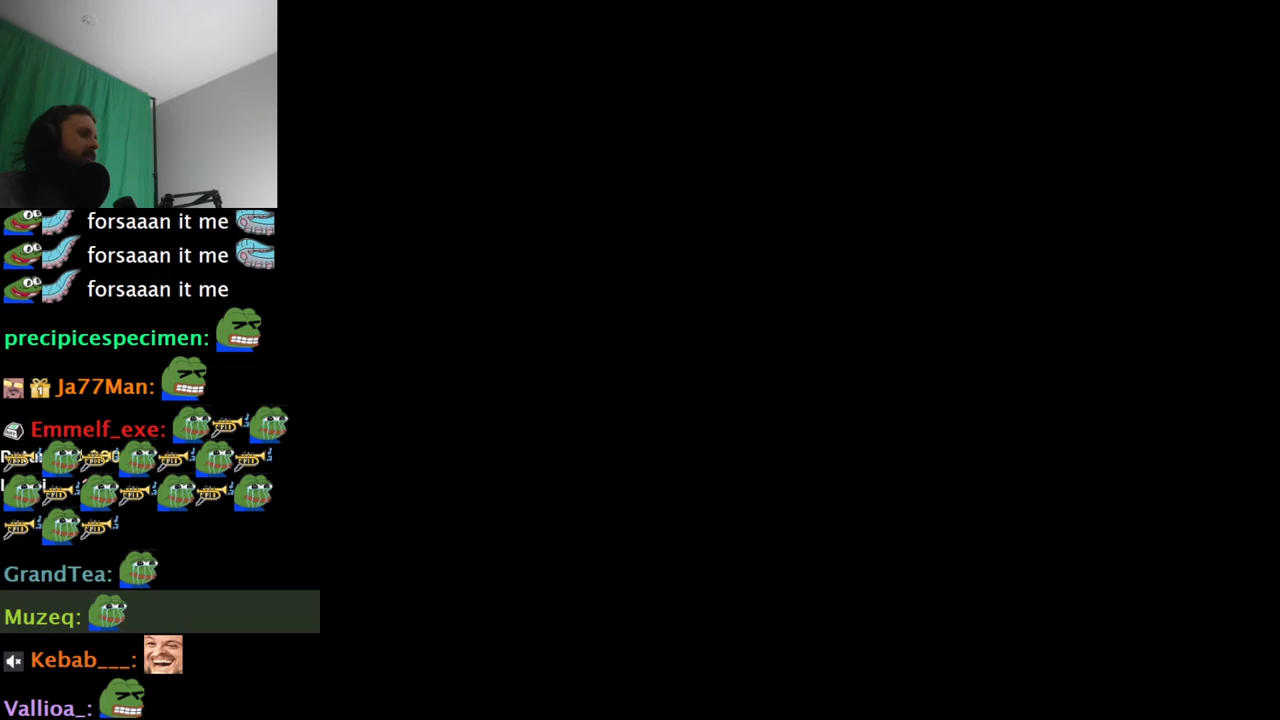 forsaaan it me
forsaaan it me
forsaaan it me
precipicespecimen:
Ja77Man:
Emmelf_exe:
GrandTea:
Muzeq:
Kebab___:
Vallioa_: